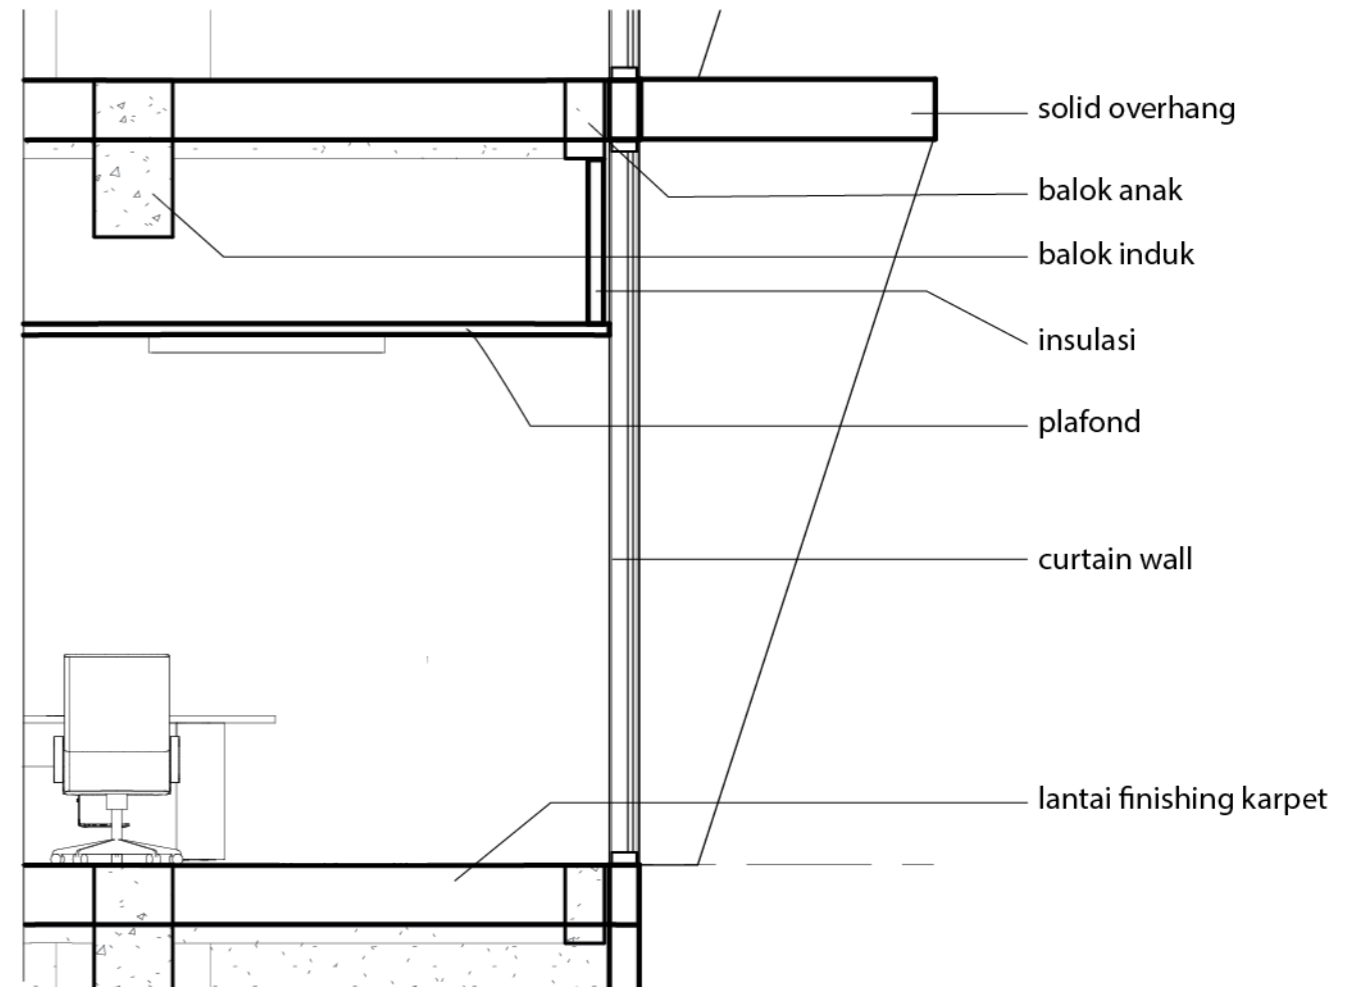 solid overhang
balok anak
balok induk
insulasi
plafond
curtain wall
lantai finishing karpet